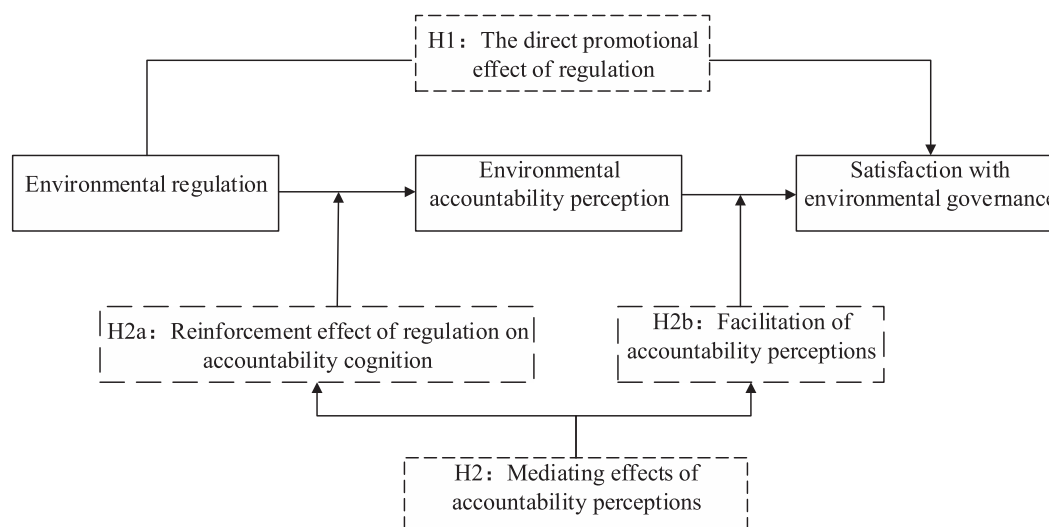 H1：The direct promotional
effect of regulation
Environmental regulation
Environmental
accountability perception
Satisfaction with
environmental governance
H2a：Reinforcement effect of regulation on
accountability cognition
H2b：Facilitation of
accountability perceptions
H2：Mediating effects of
accountability perceptions